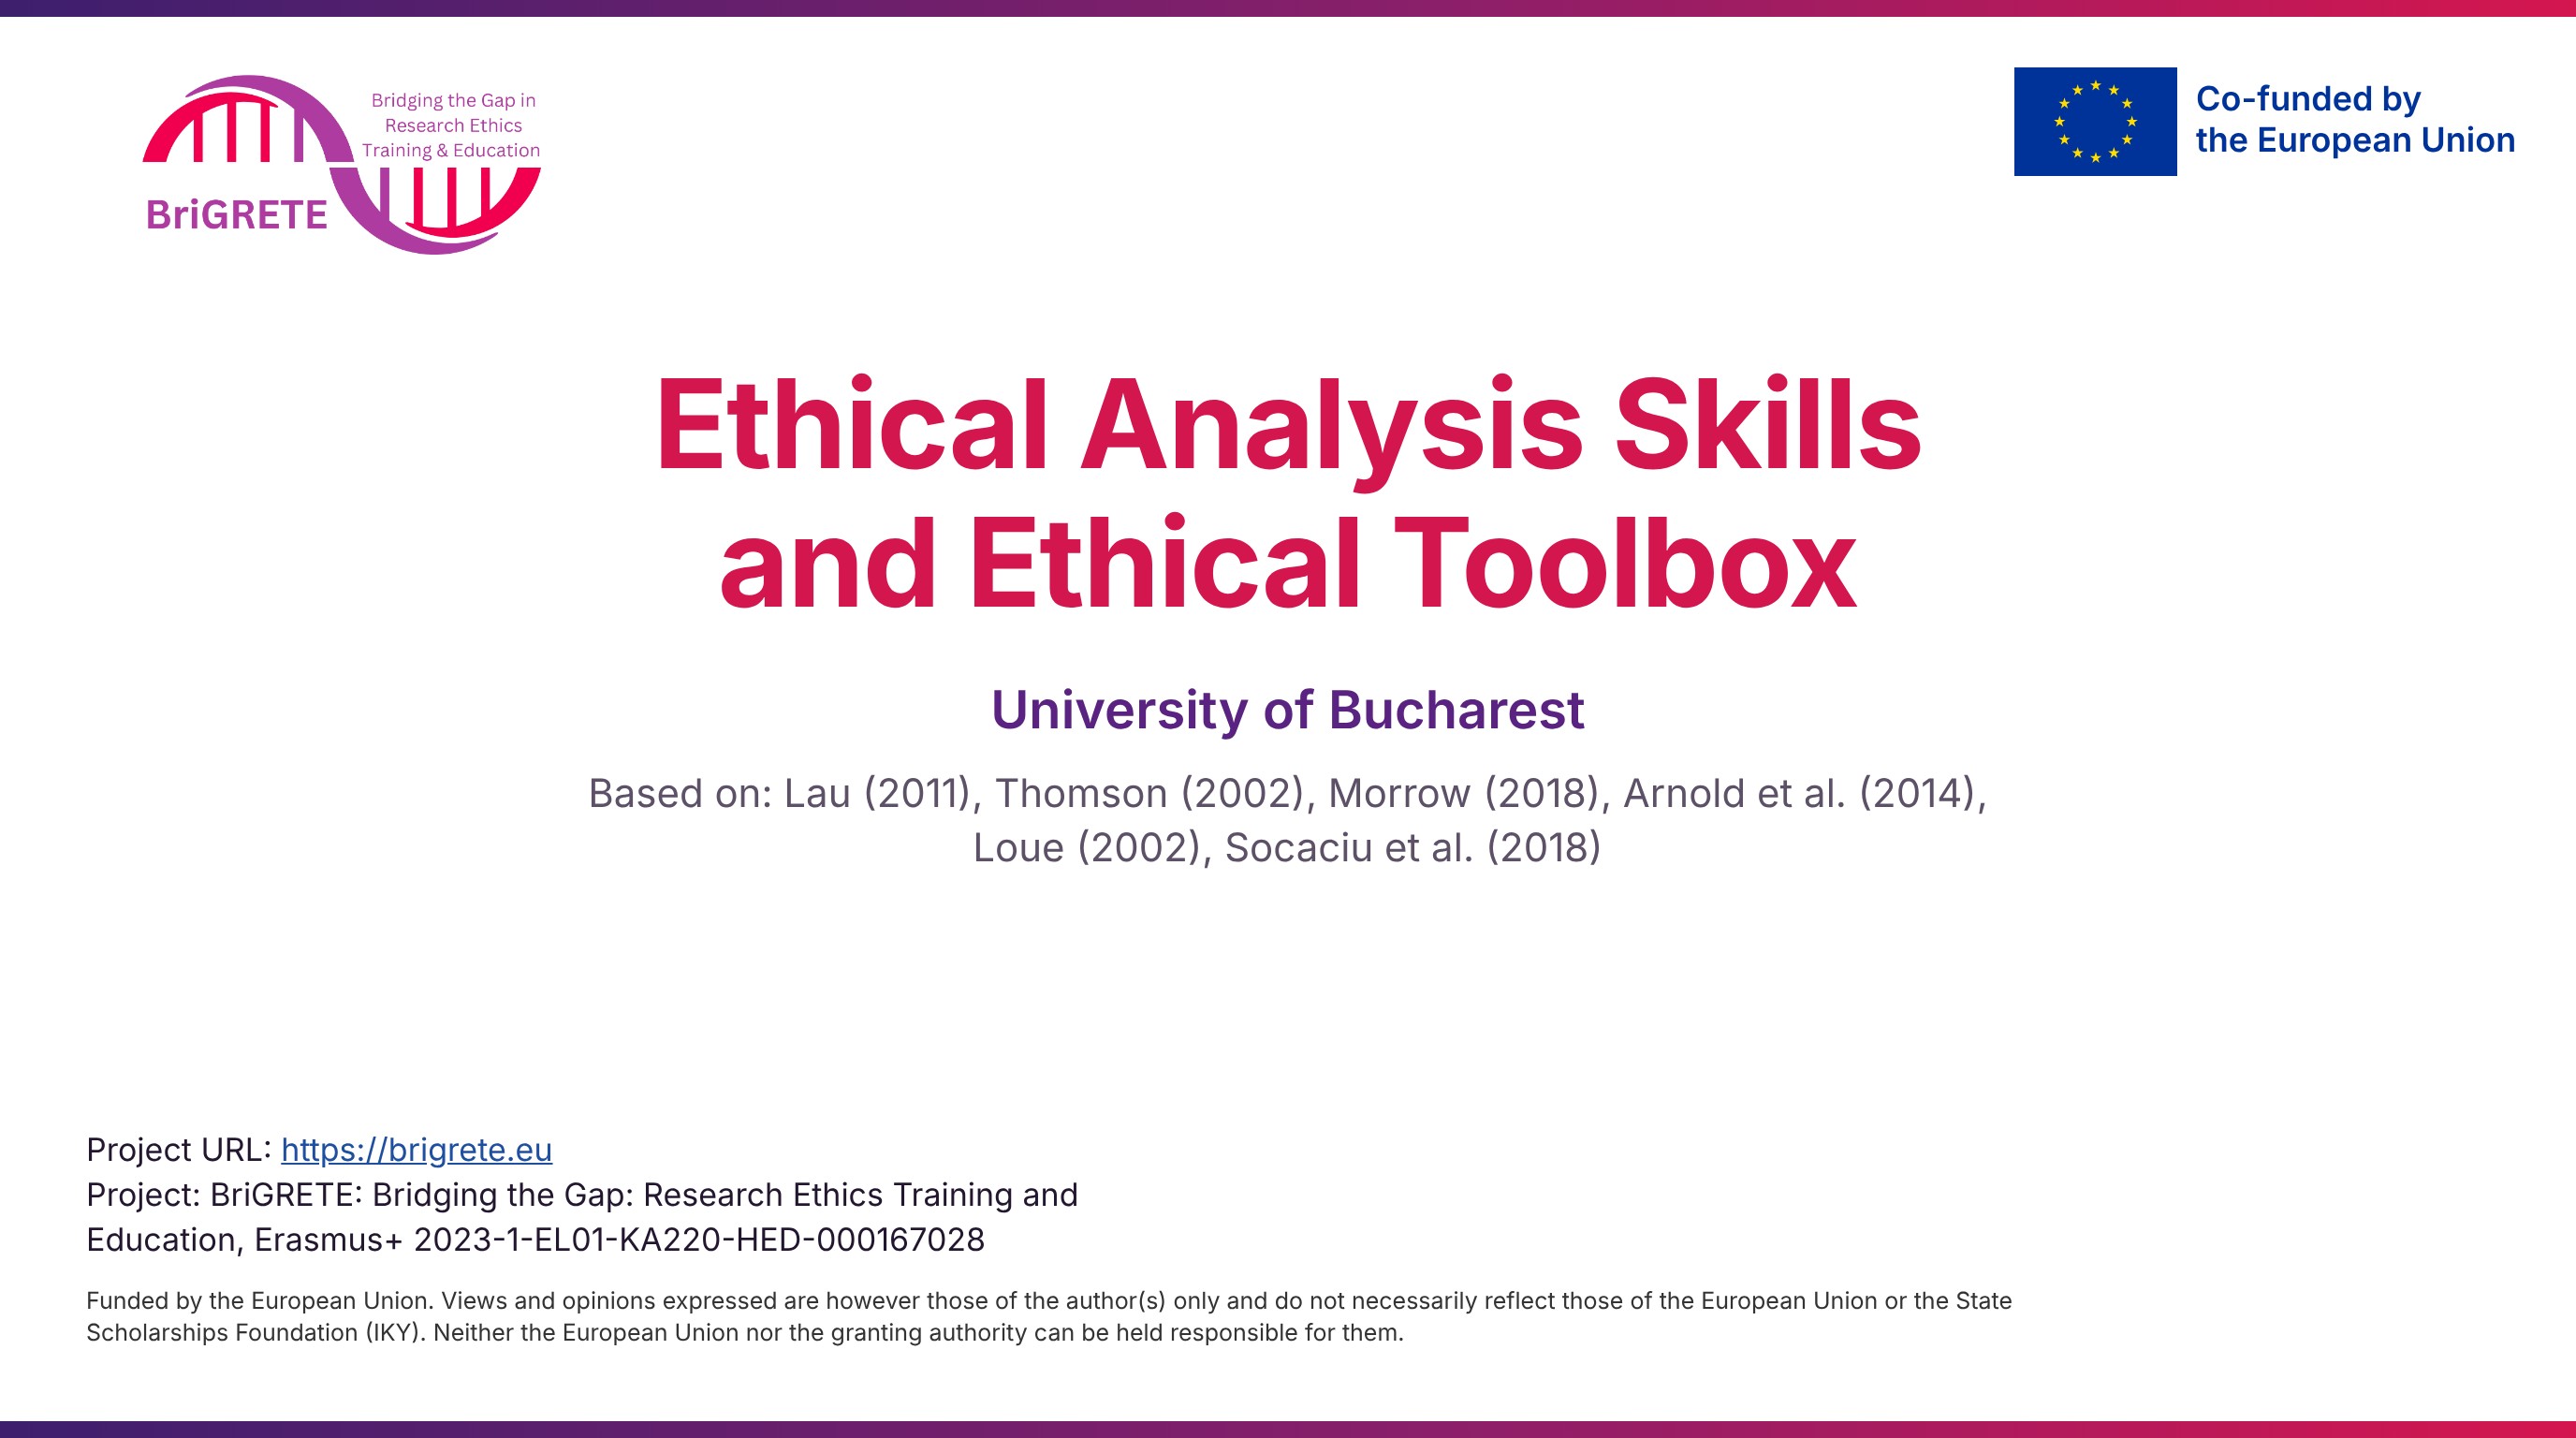 Bridging the Gap in
Research Ethics
Training & Education
BriGRETE
Co-funded by
the European Union
Ethical Analysis Skills
and Ethical Toolbox
University of Bucharest
Based on: Lau (2011), Thomson (2002), Morrow (2018), Arnold et al. (2014),
Loue (2002), Socaciu et al. (2018)
Project URL: https://brigrete.eu
Project: BriGRETE: Bridging the Gap: Research Ethics Training and
Education, Erasmus+ 2023-1-EL01-KA220-HED-000167028
Funded by the European Union. Views and opinions expressed are however those of the author(s) only and do not necessarily reflect those of the European Union or the State
Scholarships Foundation (IKY). Neither the European Union nor the granting authority can be held responsible for them.